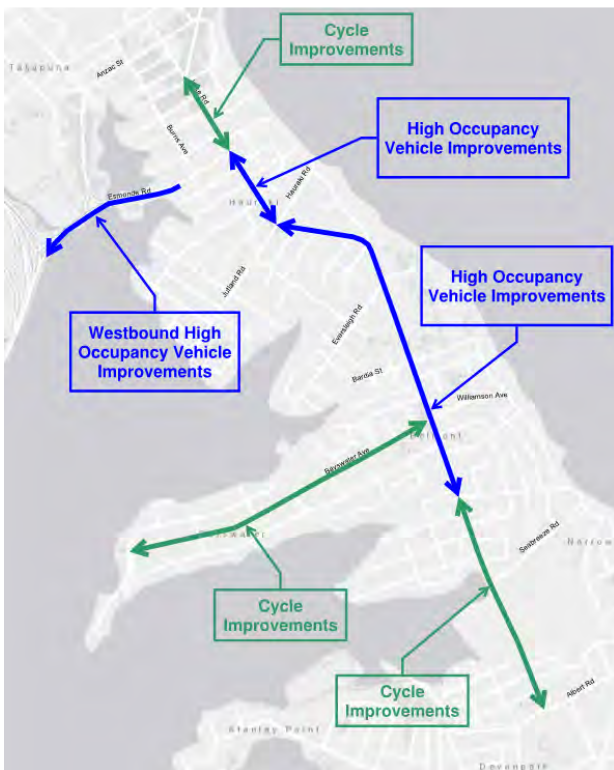 Cycle
Improvements
Takapuna
Anzac St
Burns Ave
High Occupancy
Vehicle Improvements
Hauraki Rd
Esmonde Rd
Jutland Rd
High Occupancy
Vehicle Improvements
Westbound High
Occupancy Vehicle
Improvements
Eversleigh Rd
Bardia St
Williamson Ave
Belmont
Bayswater Ave
Seabreeze Rd
Narrow
Cycle
Improvements
Cycle
Improvements
Albert Rd
Stanley Point
Devonport